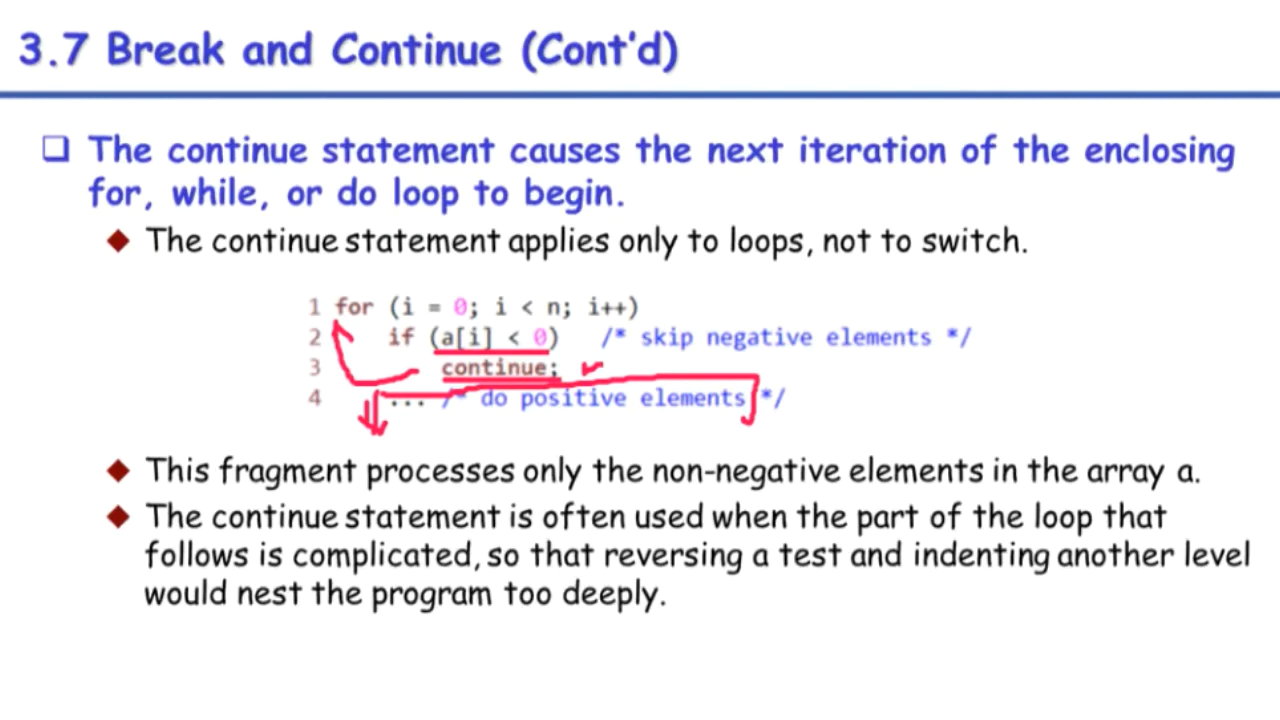 3.7 Break and Continue (Cont'd)
❑ The continue statement causes the next iteration of the enclosing
for, while, or do loop to begin.
◆ The continue statement applies only to loops, not to switch.
1 for (i = 0; i < n; i++)
2 if (a[i] < 0) /* skip negative elements */
3 continue;
4 ... /* do positive elements */
◆ This fragment processes only the non-negative elements in the array a.
◆ The continue statement is often used when the part of the loop that
follows is complicated, so that reversing a test and indenting another level
would nest the program too deeply.